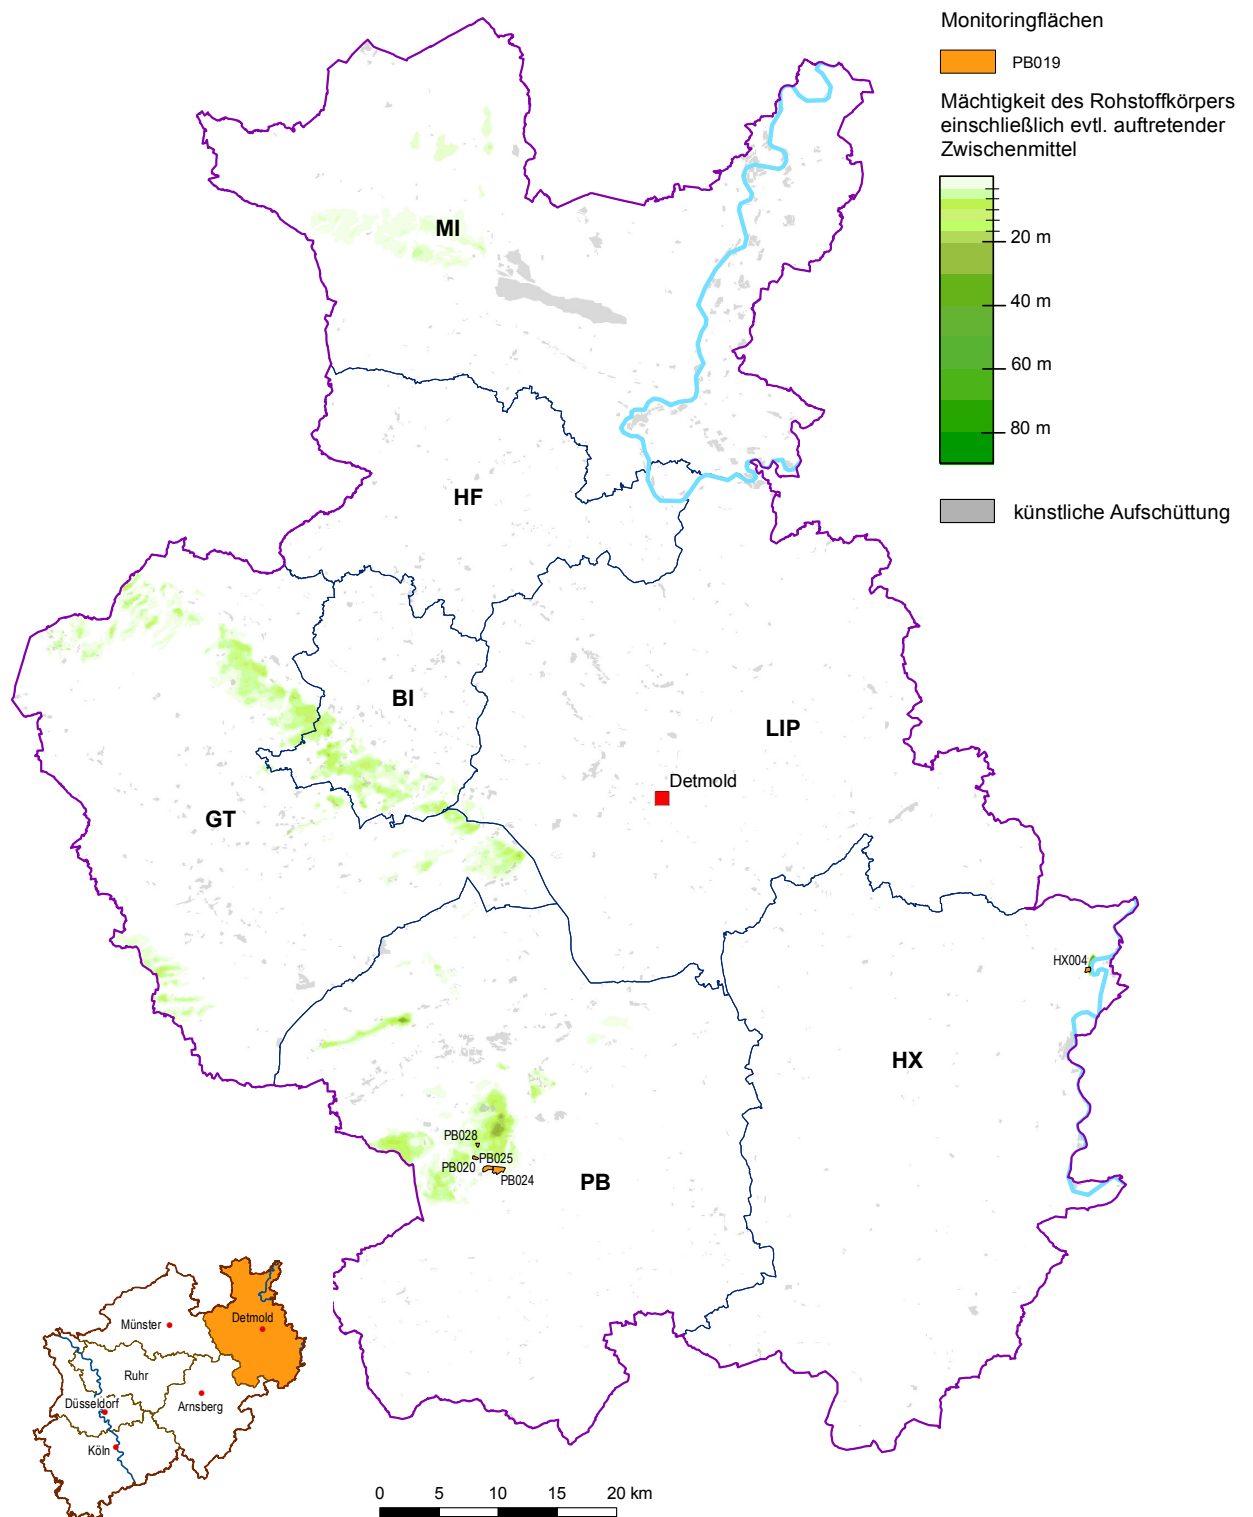 Monitoringflächen
PB019
Mächtigkeit des Rohstoffkörpers
einschließlich evtl. auftretender
Zwischenmittel
20 m
40 m
60 m
80 m
künstliche Aufschüttung
MI
HF
BI
LIP
Detmold
GT
HX004
HX
PB028
PB025
PB020
PB024
PB
Münster
Detmold
Ruhr
Düsseldorf
Arnsberg
Köln
0 5 10 15 20 km